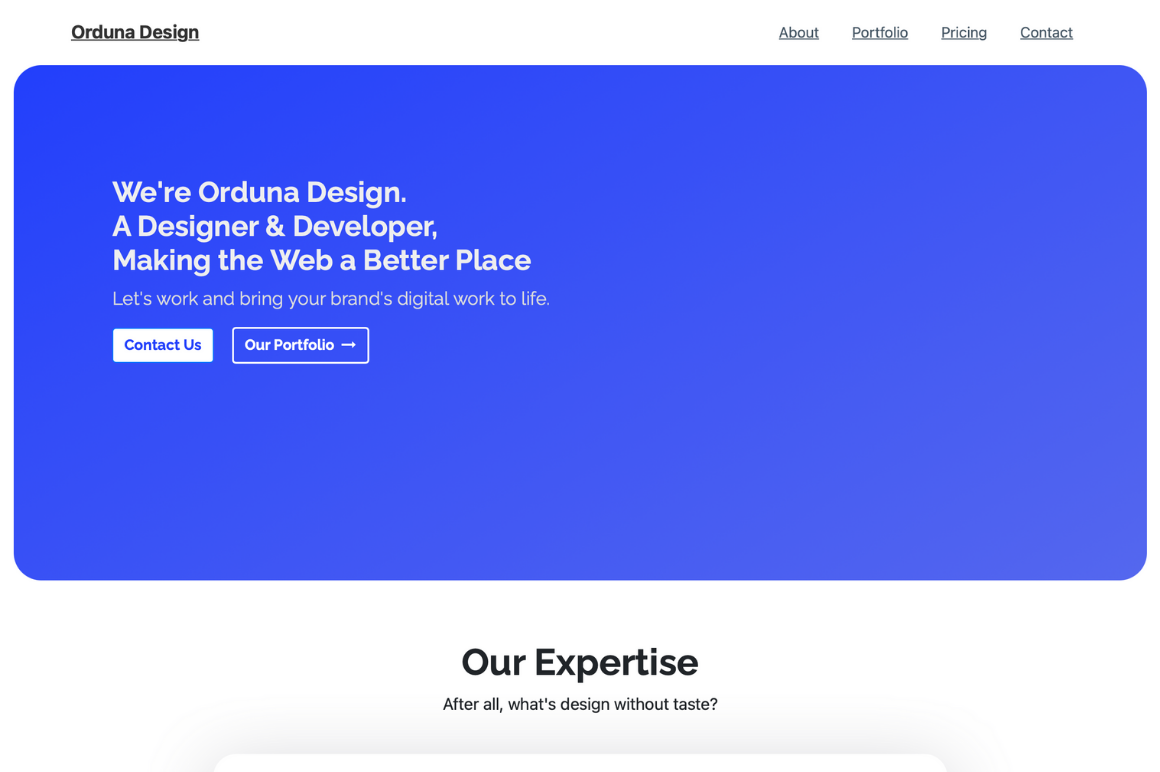 Orduna Design
About Portfolio Pricing Contact
We're Orduna Design.
A Designer & Developer,
Making the Web a Better Place
Let's work and bring your brand's digital work to life.
Contact Us
Our Portfolio →
Our Expertise
After all, what's design without taste?